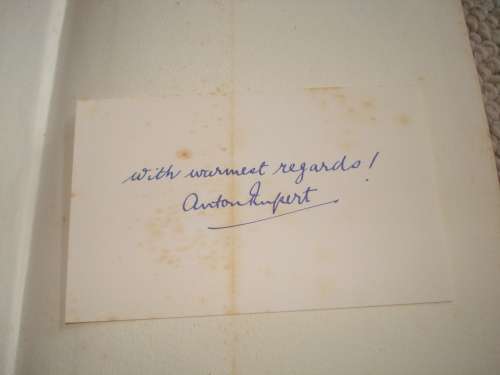 with warmest regards!
Anton Rupert